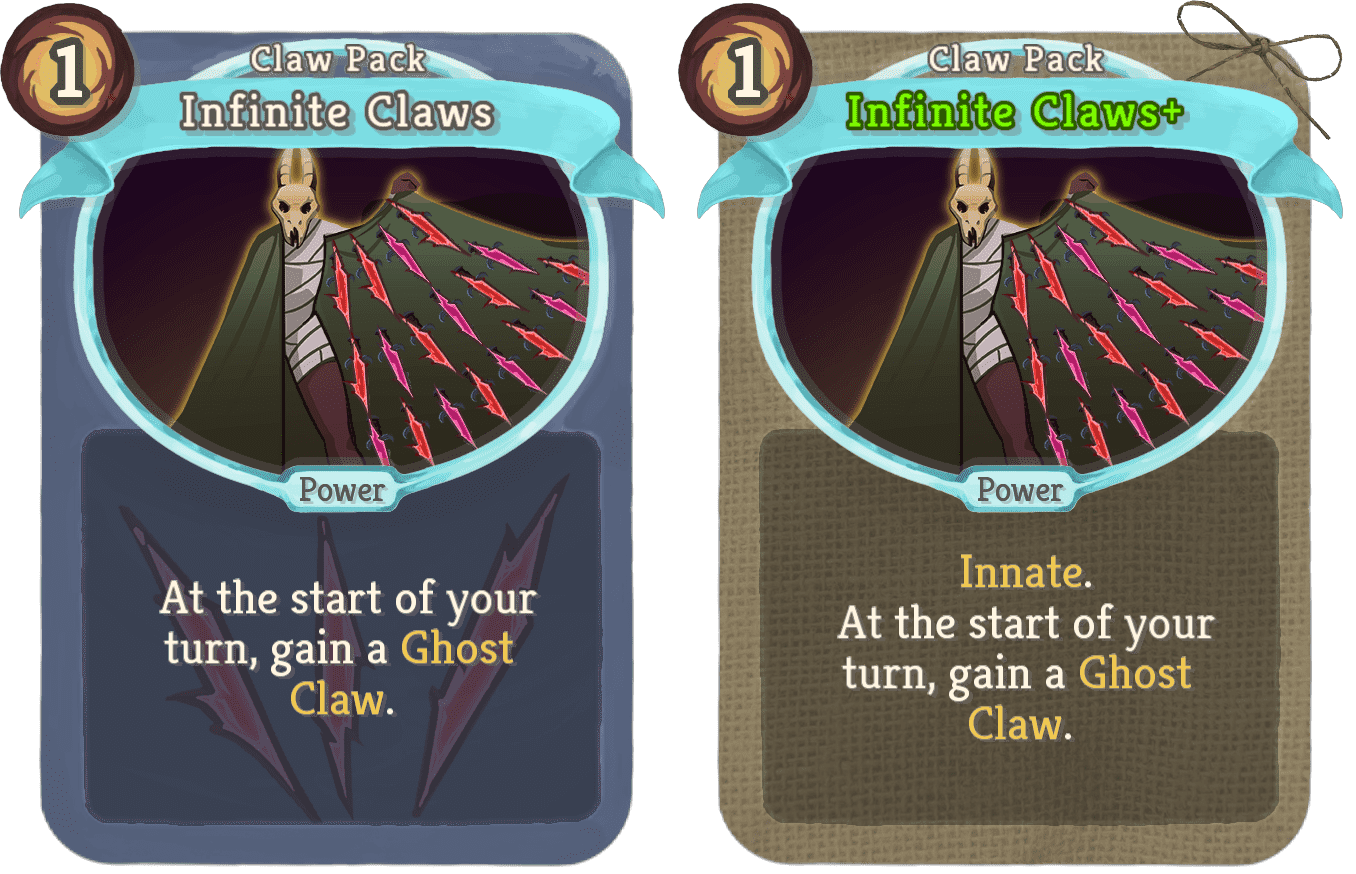 1
Claw Pack
Infinite Claws
Power
At the start of your
turn, gain a Ghost
Claw.
1
Claw Pack
Infinite Claws+
Power
Innate.
At the start of your
turn, gain a Ghost
Claw.